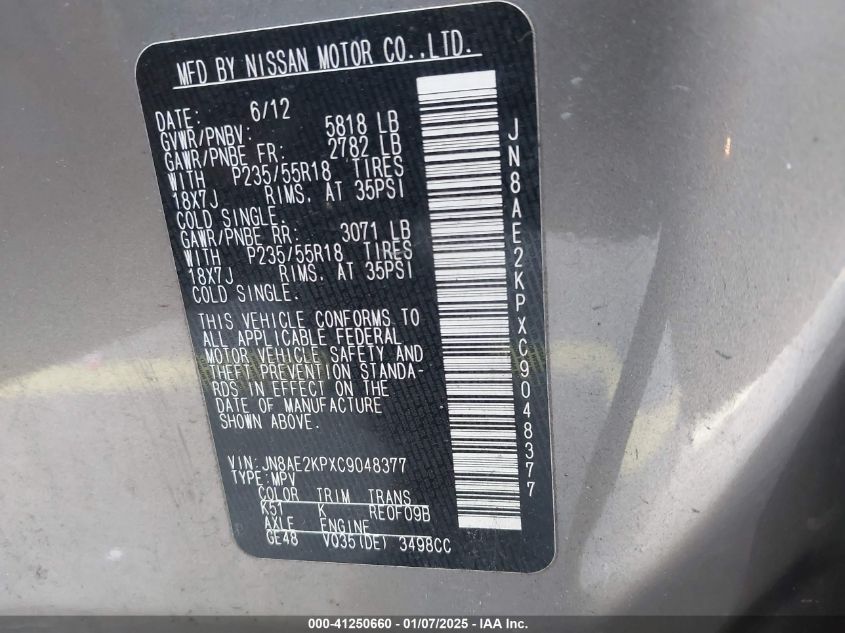 MFD BY NISSAN MOTOR CO.,LTD.
DATE: 6/12
GVWR/PNBV: 5818 LB
GAWR/PNBE FR: 2782 LB
WITH P235/55R18 TIRES
18X7J RIMS. AT 35PSI
COLD SINGLE.
GAWR/PNBE RR: 3071 LB
WITH P235/55R18 TIRES
18X7J RIMS. AT 35PSI
COLD SINGLE.
THIS VEHICLE CONFORMS TO
ALL APPLICABLE FEDERAL
MOTOR VEHICLE SAFETY AND
THEFT PREVENTION STANDA-
RDS IN EFFECT ON THE
DATE OF MANUFACTURE
SHOWN ABOVE.
VIN: JN8AE2KPXC9048377
TYPE: MPV
COLOR TRIM TRANS
K51 K RE0F09B
AXLE ENGINE
GE48 VQ35(DE) 3498CC
JN8AE2KPXC9048377
000-41250660 - 01/07/2025 - IAA Inc.